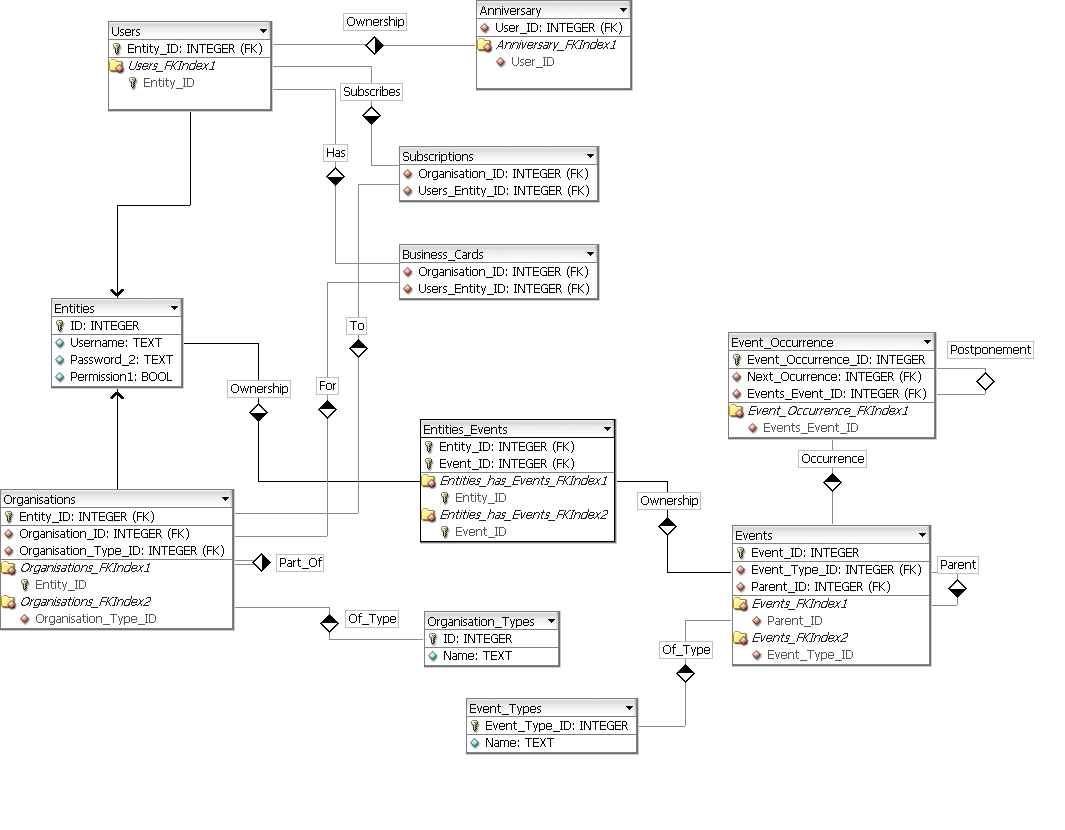 Users
Entity_ID: INTEGER (FK)
Users_FKIndex1
Entity_ID
Ownership
Anniversary
User_ID: INTEGER (FK)
Anniversary_FKIndex1
User_ID
Subscribes
Has
Subscriptions
Organisation_ID: INTEGER (FK)
Users_Entity_ID: INTEGER (FK)
Business_Cards
Organisation_ID: INTEGER (FK)
Users_Entity_ID: INTEGER (FK)
Entities
ID: INTEGER
Username: TEXT
Password_2: TEXT
Permission1: BOOL
To
For
Ownership
Event_Occurrence
Event_Occurrence_ID: INTEGER
Next_Ocurrence: INTEGER (FK)
Events_Event_ID: INTEGER (FK)
Event_Occurrence_FKIndex1
Events_Event_ID
Postponement
Entities_Events
Entity_ID: INTEGER (FK)
Event_ID: INTEGER (FK)
Entities_has_Events_FKIndex1
Entity_ID
Entities_has_Events_FKIndex2
Event_ID
Occurrence
Ownership
Organisations
Entity_ID: INTEGER (FK)
Organisation_ID: INTEGER (FK)
Organisation_Type_ID: INTEGER (FK)
Organisations_FKIndex1
Entity_ID
Organisations_FKIndex2
Organisation_Type_ID
Part_Of
Of_Type
Events
Event_ID: INTEGER
Event_Type_ID: INTEGER (FK)
Parent_ID: INTEGER (FK)
Events_FKIndex1
Parent_ID
Events_FKIndex2
Event_Type_ID
Parent
Organisation_Types
ID: INTEGER
Name: TEXT
Of_Type
Event_Types
Event_Type_ID: INTEGER
Name: TEXT